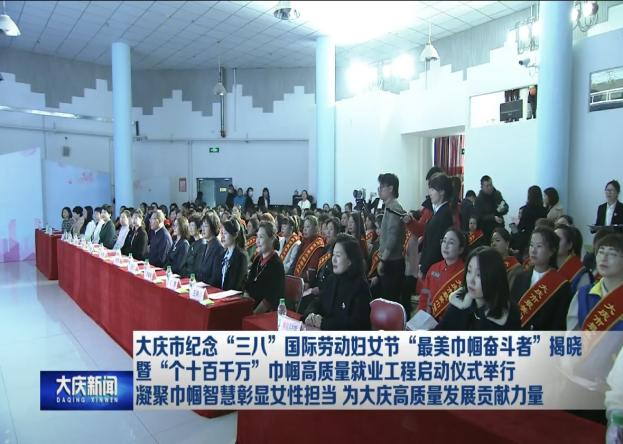 大庆市纪念“三八”国际劳动妇女节“最美巾帼奋斗者”揭晓
暨“个十百千万”巾帼高质量就业工程启动仪式举行
凝聚巾帼智慧彰显女性担当 为大庆高质量发展贡献力量
大庆新闻
DAQING XINWEN